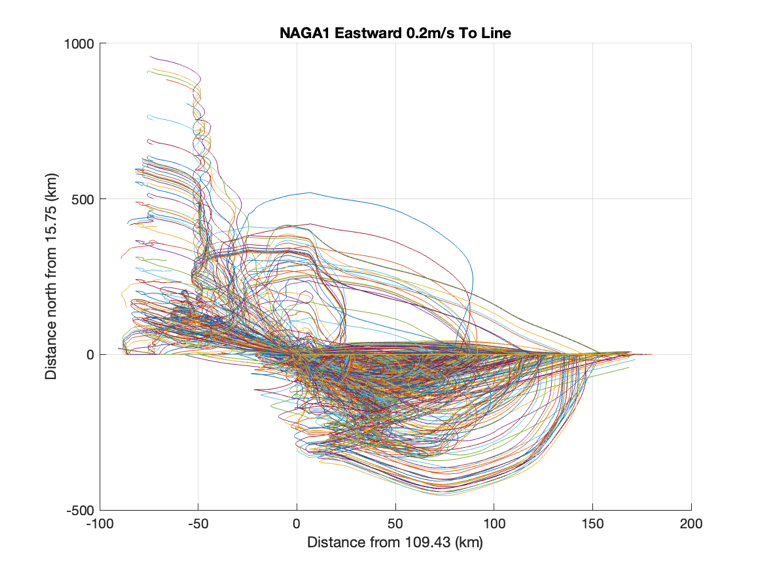 NAGA1 Eastward 0.2m/s To Line
1000
500
0
-500
Distance north from 15.75 (km)
-100 -50 0 50 100 150 200
Distance from 109.43 (km)